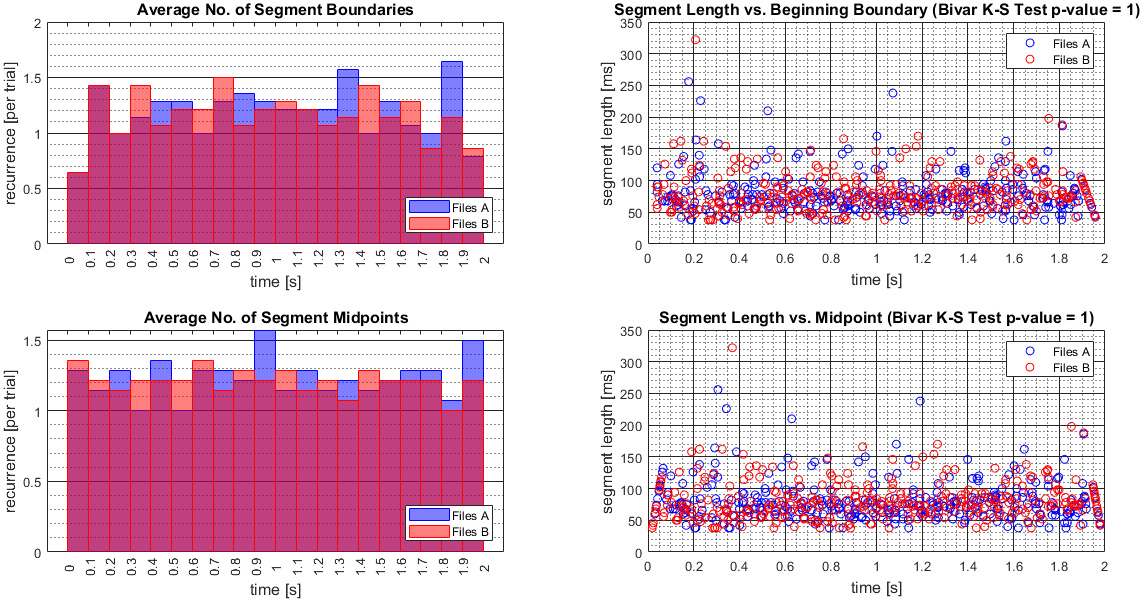 Average No. of Segment Boundaries
recurrence [per trial]
2
1.5
1
0.5
0
0 0.1 0.2 0.3 0.4 0.5 0.6 0.7 0.8 0.9 1 1.1 1.2 1.3 1.4 1.5 1.6 1.7 1.8 1.9 2
time [s]
Files A
Files B
Segment Length vs. Beginning Boundary (Bivar K-S Test p-value = 1)
segment length [ms]
350
300
250
200
150
100
50
0
0 0.2 0.4 0.6 0.8 1 1.2 1.4 1.6 1.8 2
time [s]
Files A
Files B
Average No. of Segment Midpoints
recurrence [per trial]
1.5
1
0.5
0
0 0.1 0.2 0.3 0.4 0.5 0.6 0.7 0.8 0.9 1 1.1 1.2 1.3 1.4 1.5 1.6 1.7 1.8 1.9 2
time [s]
Files A
Files B
Segment Length vs. Midpoint (Bivar K-S Test p-value = 1)
segment length [ms]
350
300
250
200
150
100
50
0
0 0.2 0.4 0.6 0.8 1 1.2 1.4 1.6 1.8 2
time [s]
Files A
Files B